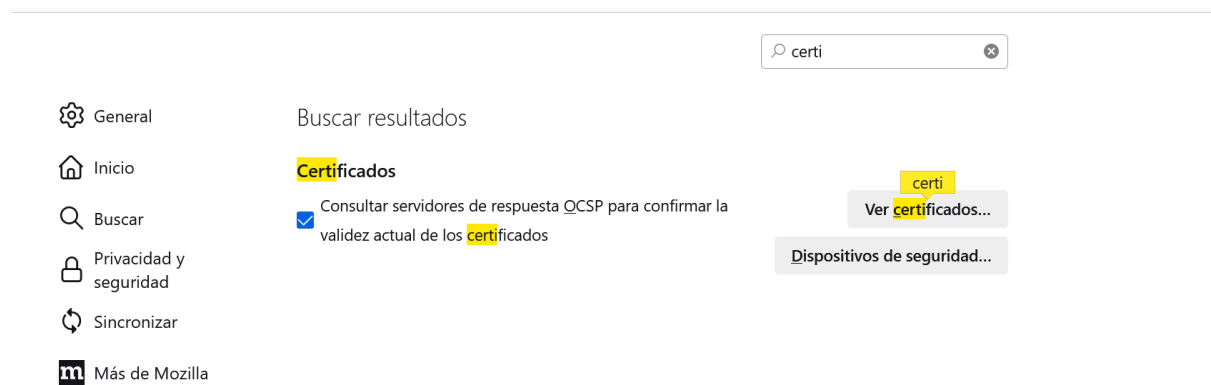 certi
General
Buscar resultados
Inicio
Certificados
certi
Consultar servidores de respuesta OCSP para confirmar la
Ver certificados...
Buscar
validez actual de los certificados
Privacidad y
seguridad
Dispositivos de seguridad...
Sincronizar
m Más de Mozilla